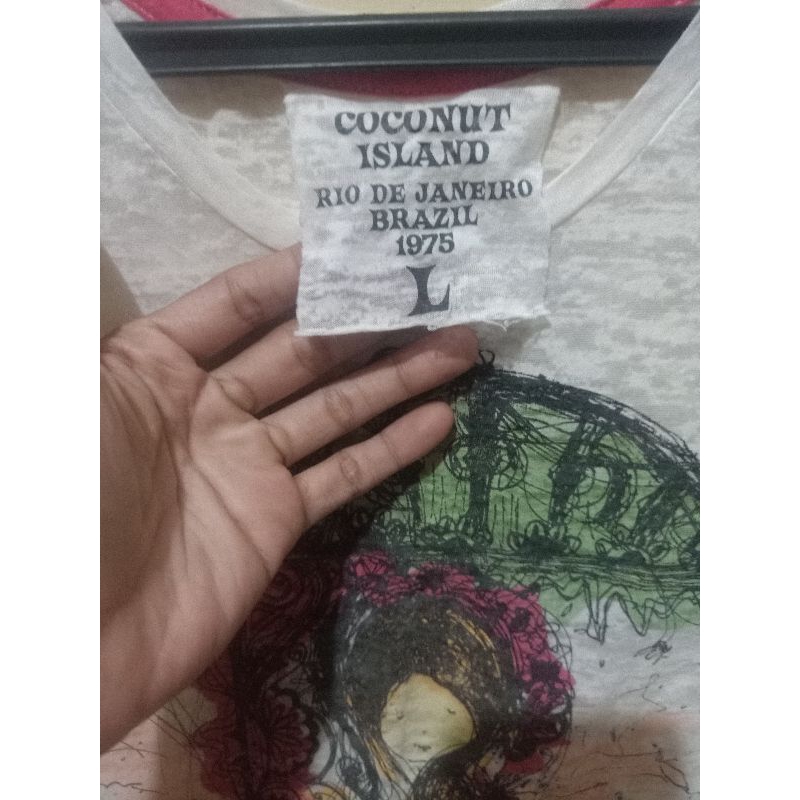 COCONUT
ISLAND
RIO DE JANEIRO
BRAZIL
1975
L